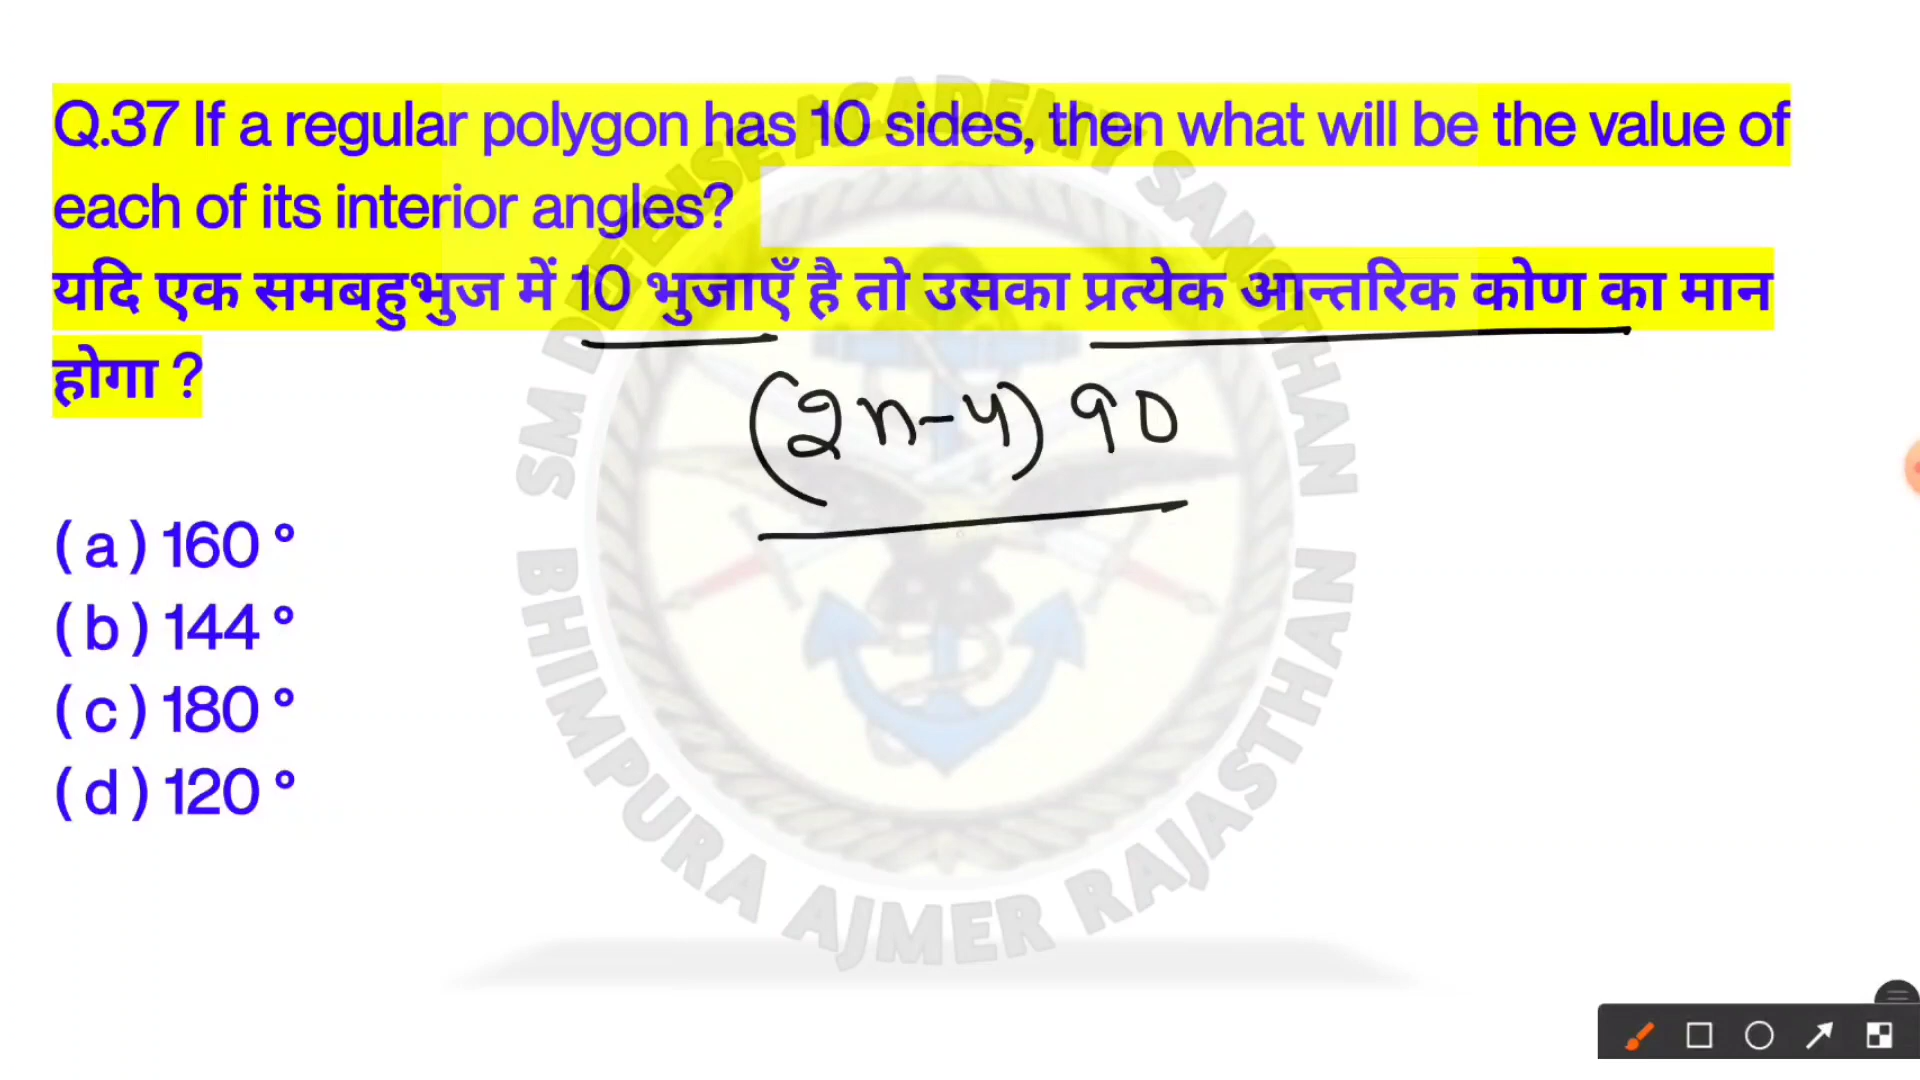 Q.37 If a regular polygon has 10 sides, then what will be the value of
each of its interior angles?
यदि एक समबहुभुज में 10 भुजाएँ है तो उसका प्रत्येक आन्तरिक कोण का मान
होगा ?
(2n-4) 90
( a ) 160 °
( b ) 144 °
( c ) 180 °
( d ) 120 °
SM DEFENSE ACADEMY SANSTHAN
BHIMPURA AJMER RAJASTHAN